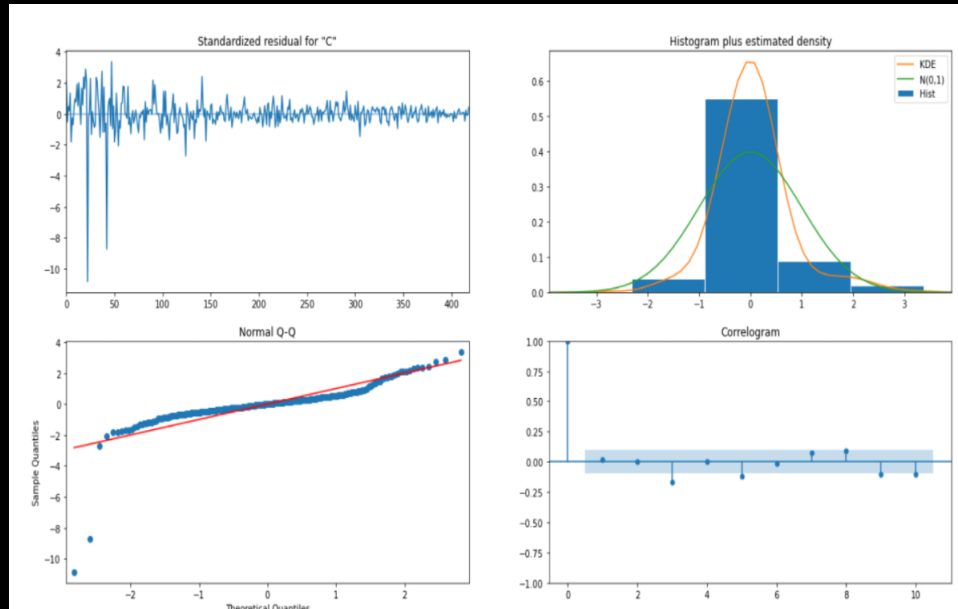 Standardized residual for "C"
4
2
0
−2
−4
−6
−8
−10
0 50 100 150 200 250 300 350 400
Histogram plus estimated density
KDE
N(0,1)
Hist
0.6
0.5
0.4
0.3
0.2
0.1
0.0
−3 −2 −1 0 1 2 3
Normal Q-Q
Sample Quantiles
4
2
0
−2
−4
−6
−8
−10
−2 −1 0 1 2
Theoretical Quantiles
Correlogram
1.00
0.75
0.50
0.25
0.00
−0.25
−0.50
−0.75
−1.00
0 2 4 6 8 10